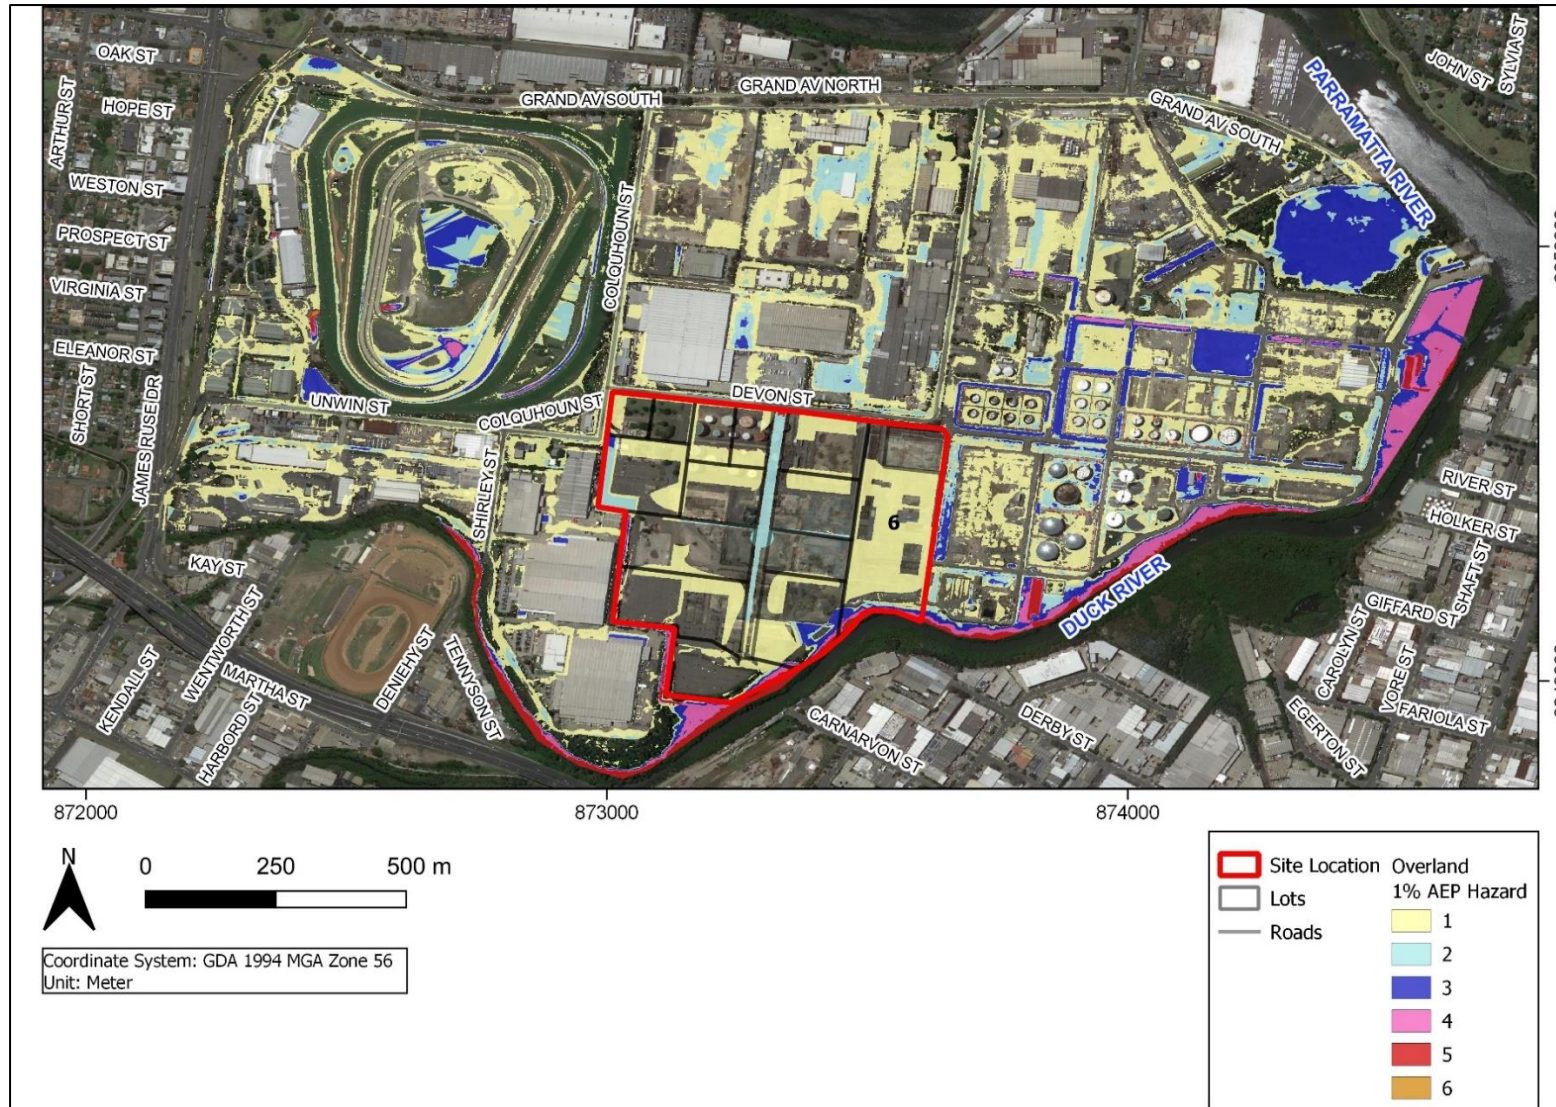 OAK ST
HOPE ST
ARTHUR ST
WESTON ST
PROSPECT ST
VIRGINIA ST
ELEANOR ST
SHORT ST
JAMES RUSE DR
UNWIN ST
COLQUHOUN ST
COLQUHOUN ST
SHIRLEY ST
GRAND AV SOUTH
GRAND AV NORTH
GRAND AV SOUTH
PARRAMATTA RIVER
JOHN ST
SYLVIA ST
DEVON ST
6
DUCK RIVER
KAY ST
WENTWORTH ST
KENDALL ST
HARBORD ST
MARTHA ST
DENIEHY ST
TENNYSON ST
CARNARVON ST
DERBY ST
RIVER ST
HOLKER ST
SHAFT ST
GIFFARD ST
CAROLYN ST
VORE ST
FARIOLA ST
EGERTON ST
872000
873000
874000
N
0 250 500 m
Coordinate System: GDA 1994 MGA Zone 56
Unit: Meter
Site Location
Lots
Roads
Overland
1% AEP Hazard
1
2
3
4
5
6